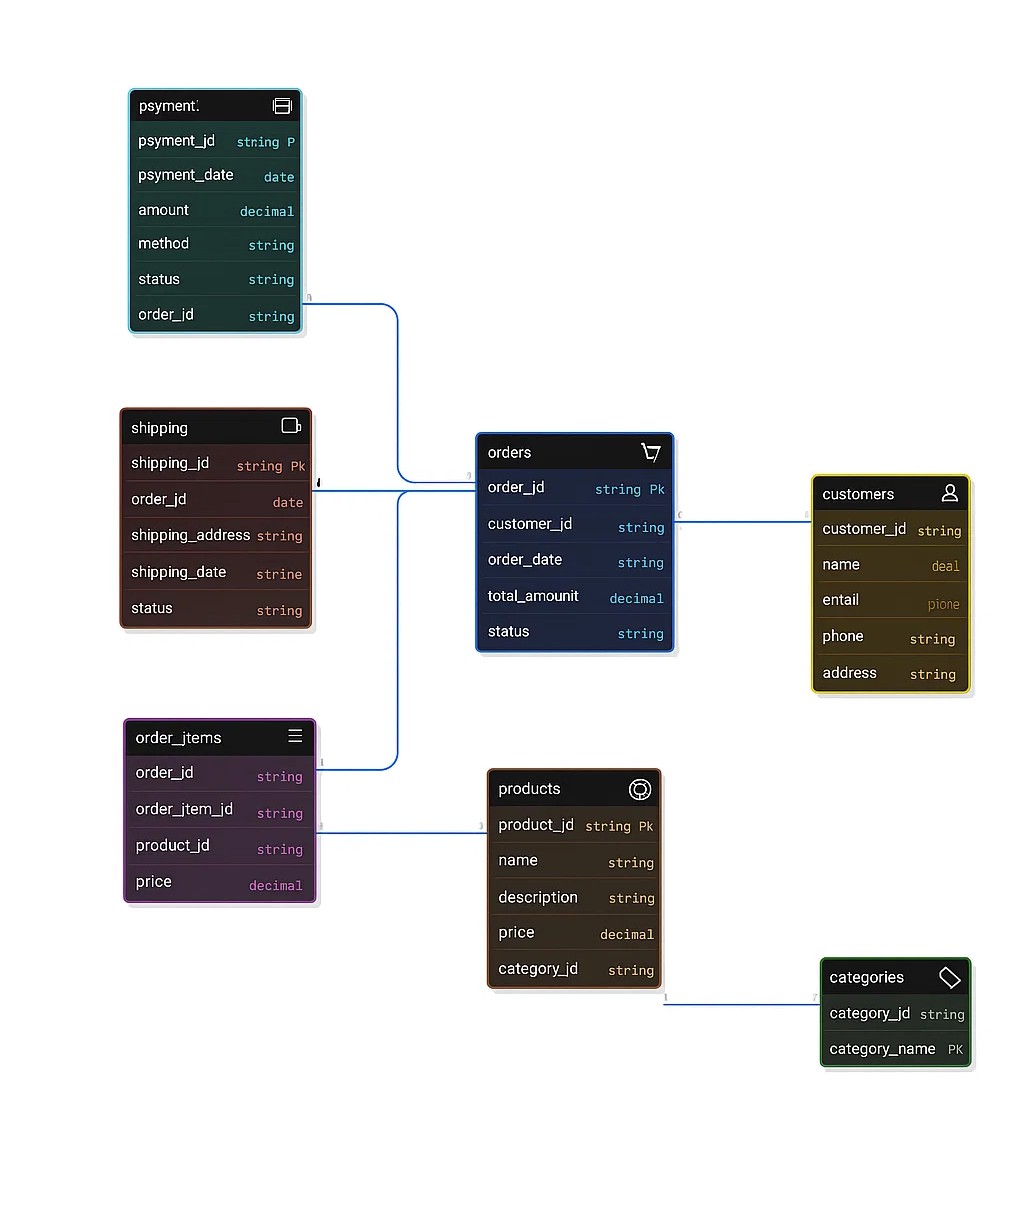 psyment.
psyment_jd string P
psyment_date date
amount decimal
method string
status string
order_jd string
shipping
shipping_jd string Pk
order_jd date
shipping_address string
shipping_date strine
status string
orders
order_jd string Pk
customer_jd string
order_date string
total_amounit decimal
status string
customers
customer_jd string
name deal
entail pione
phone string
address string
order_jtems
order_jd string
order_jtem_jd string
product_jd string
price decimal
products
product_jd string Pk
name string
description string
price decimal
category_jd string
categories
category_jd string
category_name PK